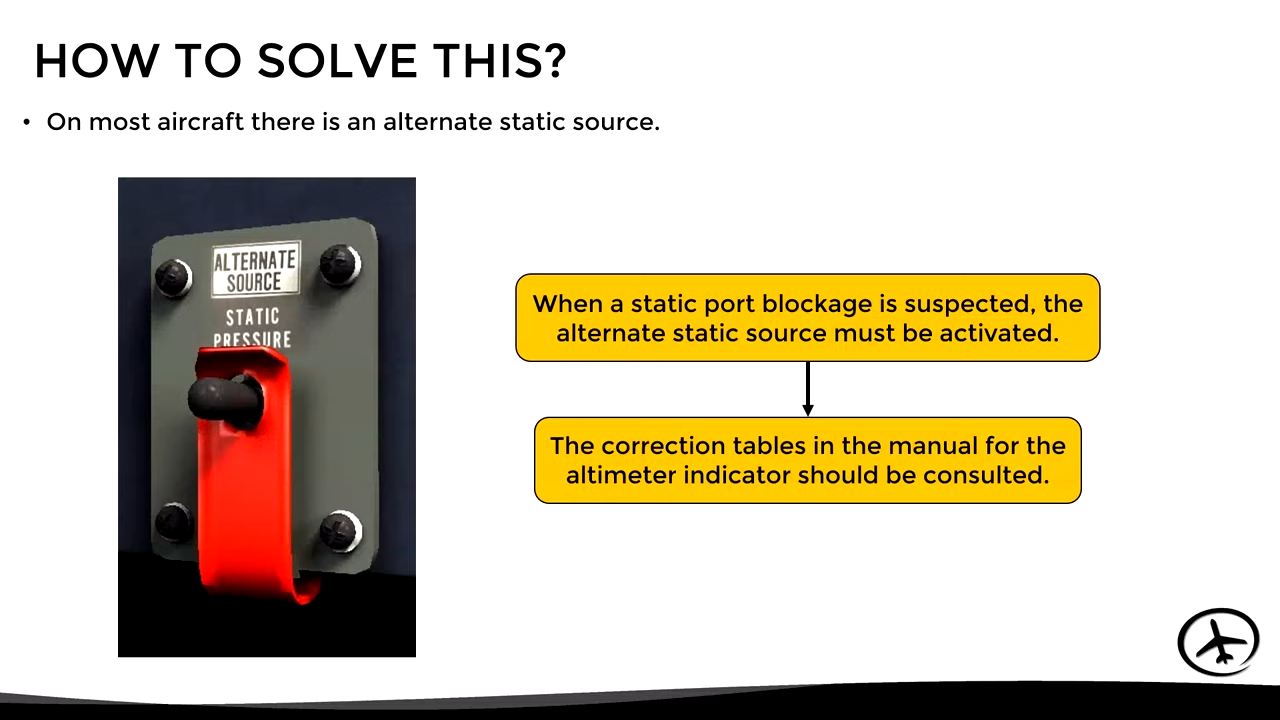 HOW TO SOLVE THIS?
• On most aircraft there is an alternate static source.
ALTERNATE
SOURCE
STATIC
PRESSURE
When a static port blockage is suspected, the
alternate static source must be activated.
The correction tables in the manual for the
altimeter indicator should be consulted.